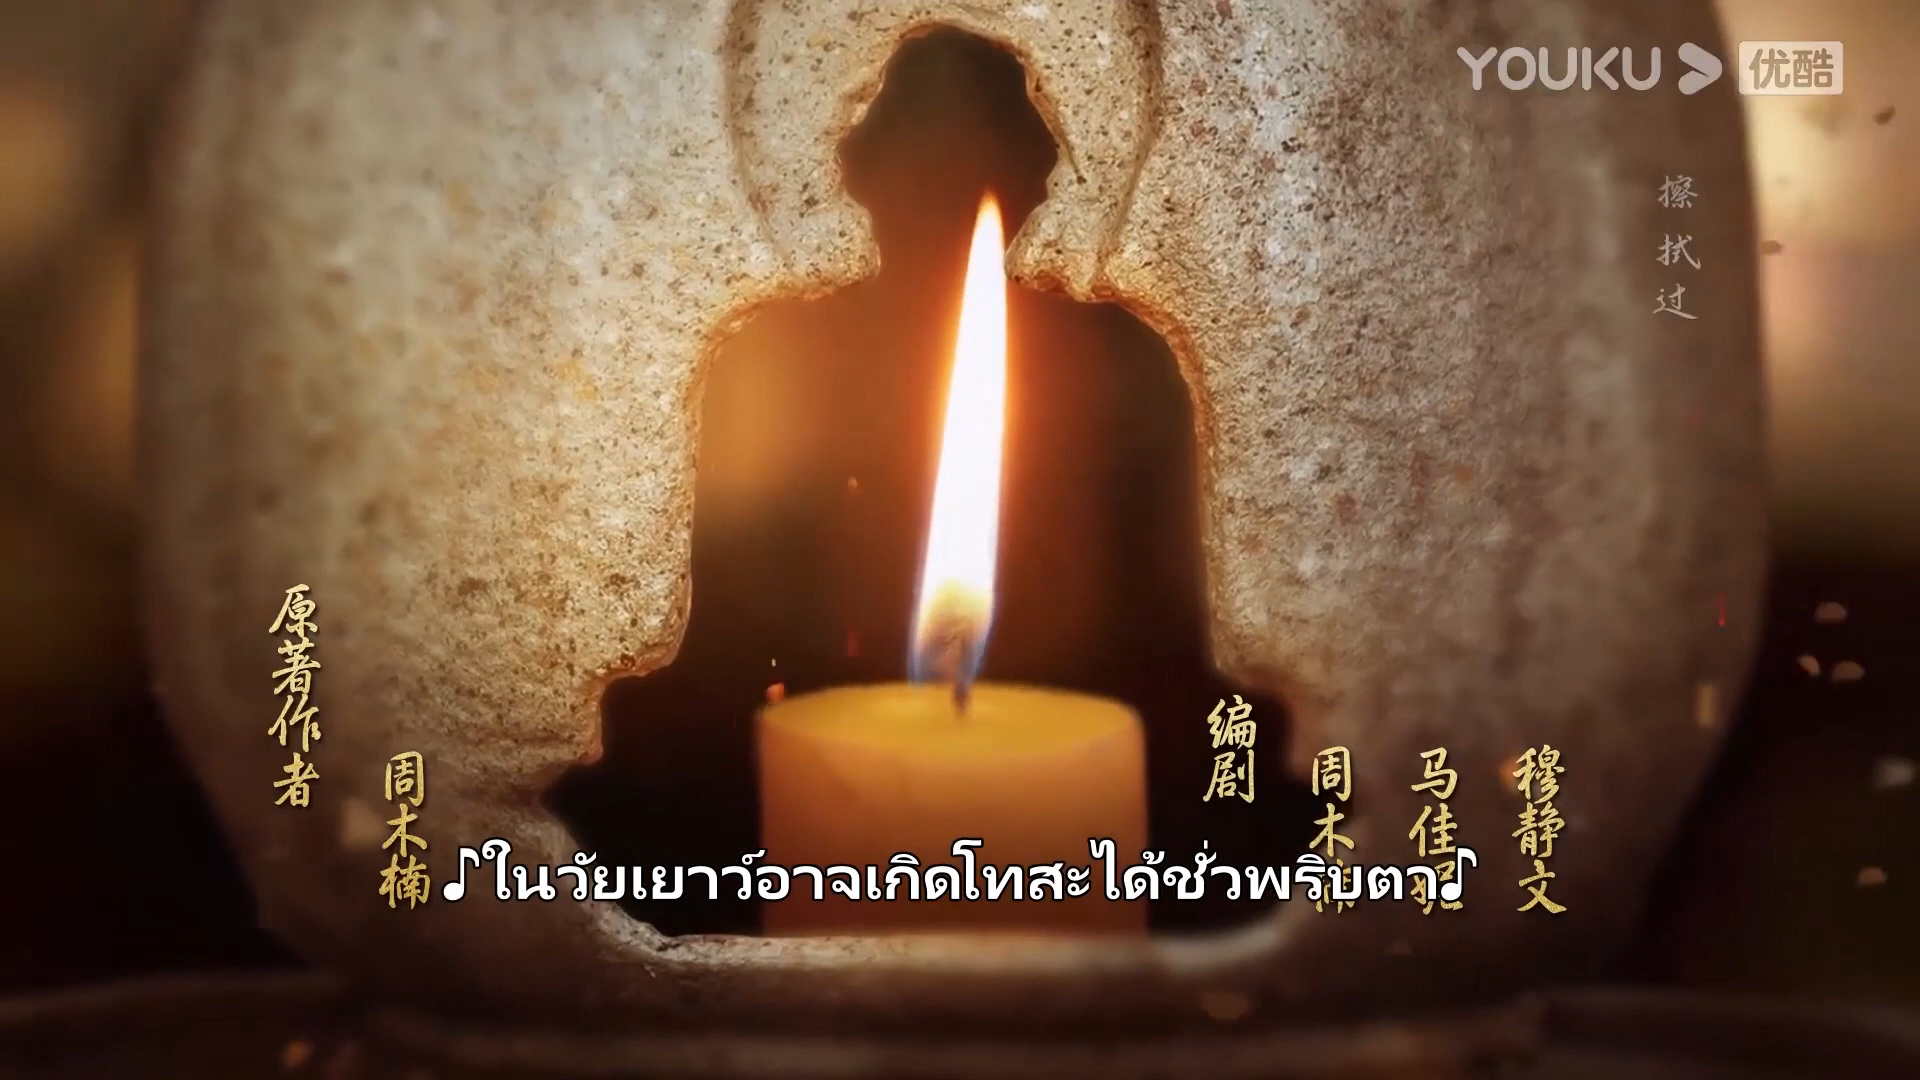 YOUKU 优酷
擦拭过
原著作者
周木楠
编剧
周木楠
马佳妮
穆静文
♪ในวัยเยาว์อาจเกิดโทสะได้ชั่วพริบตา♪